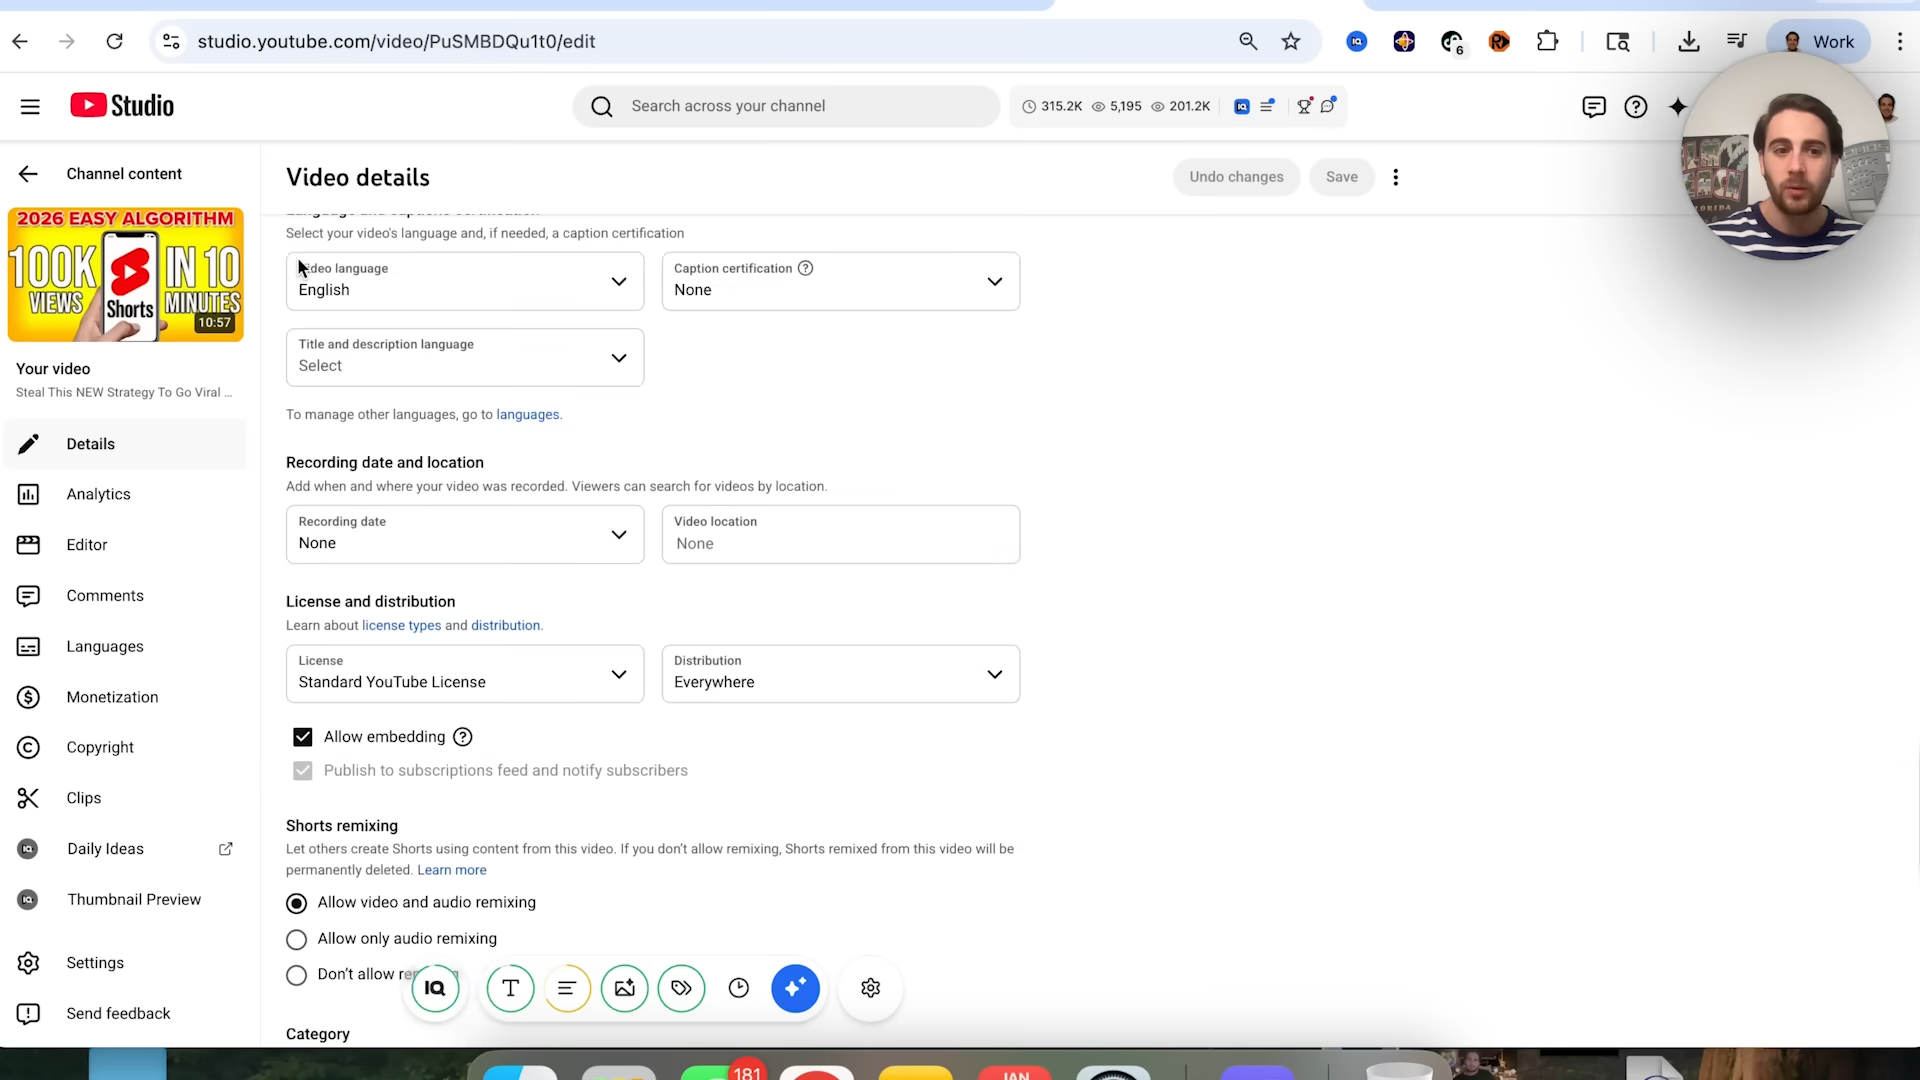 studio.youtube.com/video/PuSMBDQu1t0/edit
6
Work
Studio
Search across your channel
315.2K 5,195 201.2K
Channel content
Video details
Undo changes
Save
2026 EASY ALGORITHM
100K VIEWS
Shorts
IN 10 MINUTES
10:57
Your video
Steal This NEW Strategy To Go Viral ...
Details
Analytics
Editor
Comments
Languages
Monetization
Copyright
Clips
Daily Ideas
Thumbnail Preview
Settings
Send feedback
Language and captions certification
Select your video's language and, if needed, a caption certification
Video language
English
Caption certification
None
Title and description language
Select
To manage other languages, go to languages.
Recording date and location
Add when and where your video was recorded. Viewers can search for videos by location.
Recording date
None
Video location
None
License and distribution
Learn about license types and distribution.
License
Standard YouTube License
Distribution
Everywhere
Allow embedding
Publish to subscriptions feed and notify subscribers
Shorts remixing
Let others create Shorts using content from this video. If you don't allow remixing, Shorts remixed from this video will be
permanently deleted. Learn more
Allow video and audio remixing
Allow only audio remixing
Don't allow
IQ
Category
181
JAN